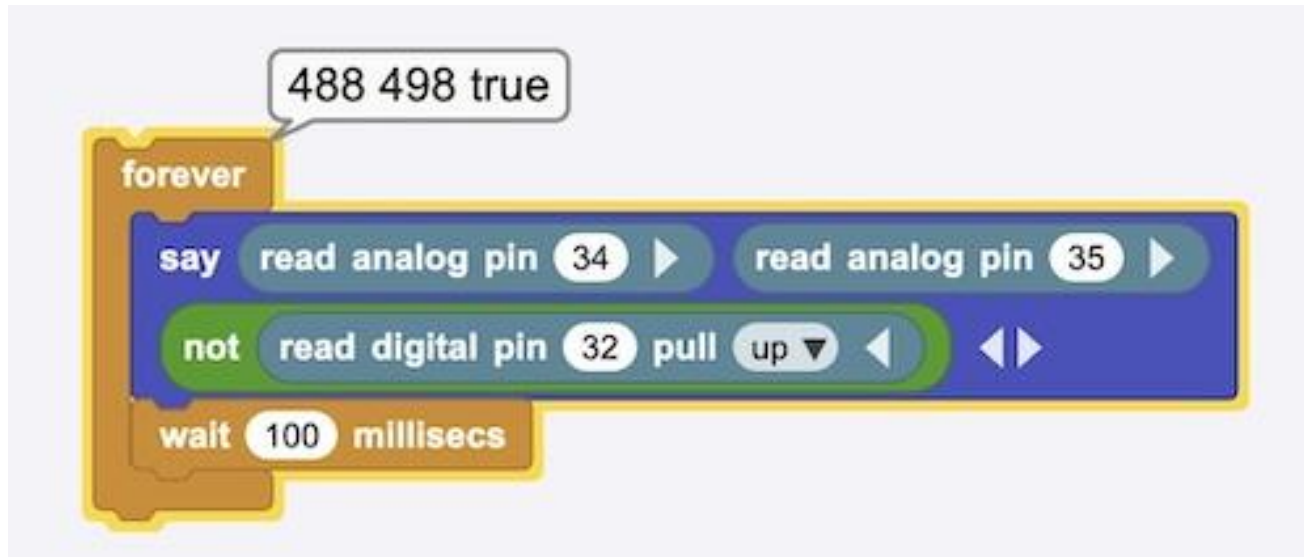 488 498 true
forever
say read analog pin 34 read analog pin 35
not read digital pin 32 pull up
wait 100 millisecs